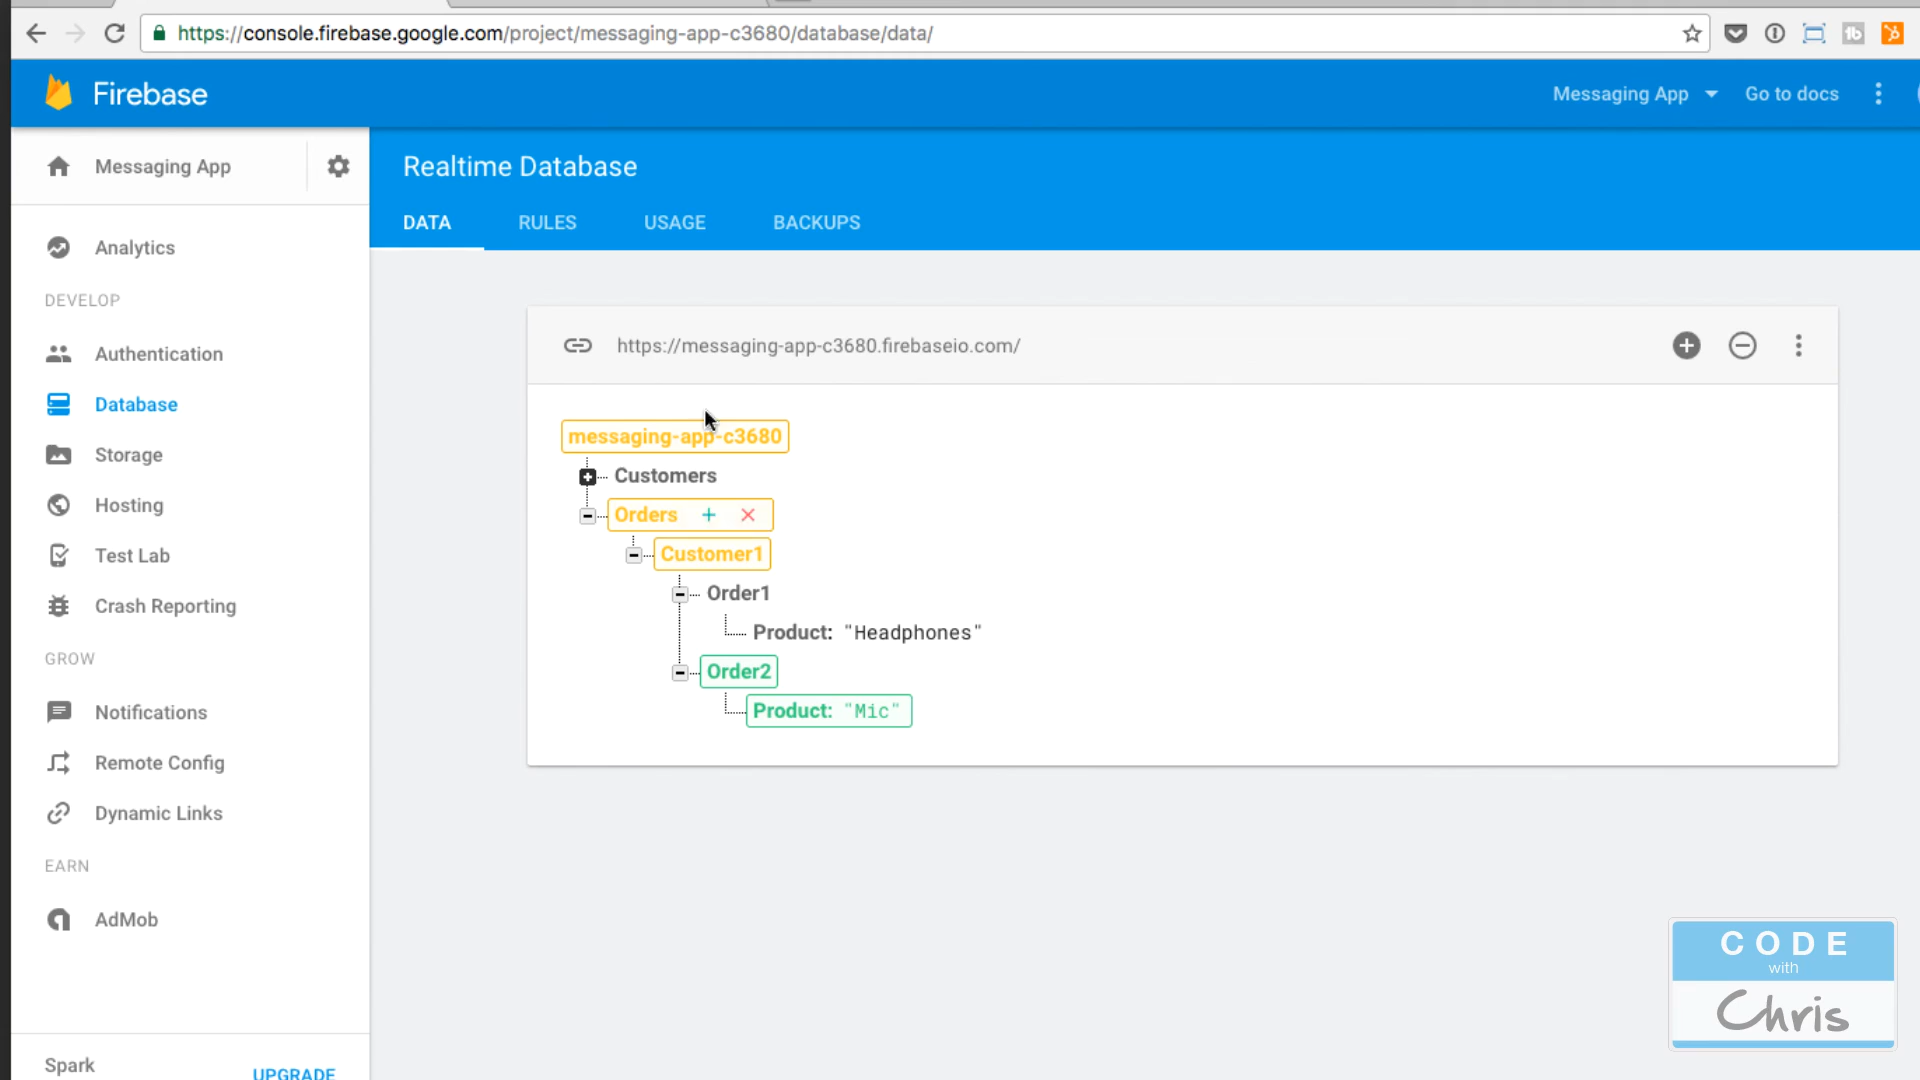 https://console.firebase.google.com/project/messaging-app-c3680/database/data/
Firebase
Messaging App
Go to docs
Messaging App
Realtime Database
DATA
RULES
USAGE
BACKUPS
Analytics
DEVELOP
Authentication
Database
Storage
Hosting
Test Lab
Crash Reporting
GROW
Notifications
Remote Config
Dynamic Links
EARN
AdMob
Spark
UPGRADE
https://messaging-app-c3680.firebaseio.com/
messaging-app-c3680
Customers
Orders
Customer1
Order1
Product: "Headphones"
Order2
Product: "Mic"
CODE
with
Chris